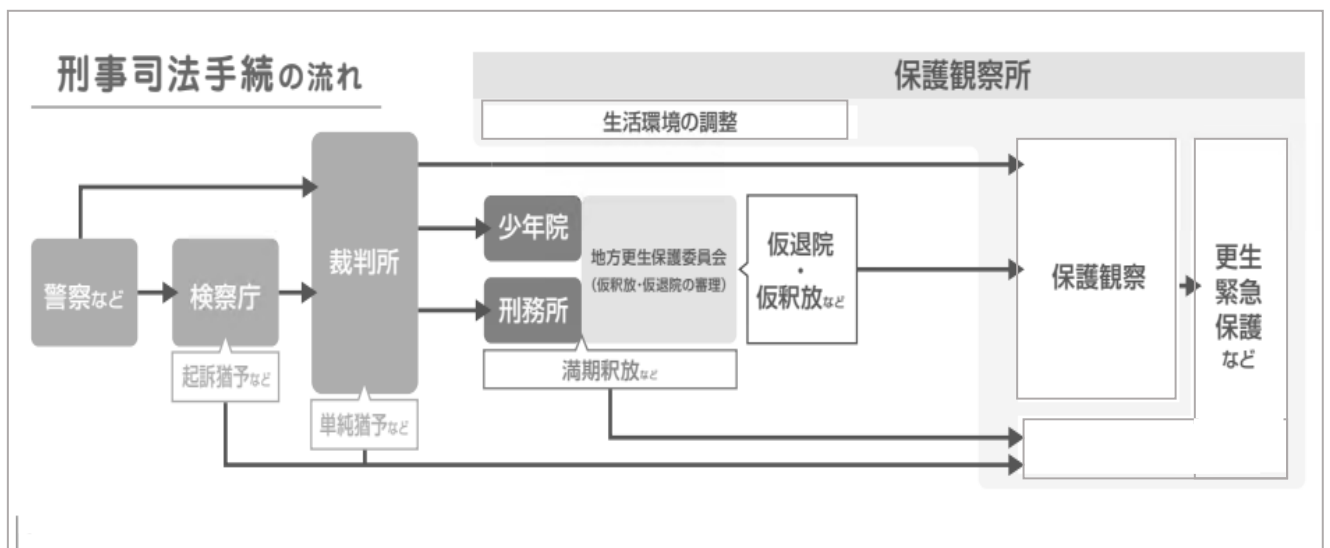 刑事司法手続の流れ
保護観察所
生活環境の調整
警察など
検察庁
起訴猶予など
裁判所
単純猶予など
少年院
刑務所
地方更生保護委員会
(仮釈放・仮退院の審理)
満期釈放など
仮退院
・
仮釈放など
保護観察
更生
緊急
保護
など